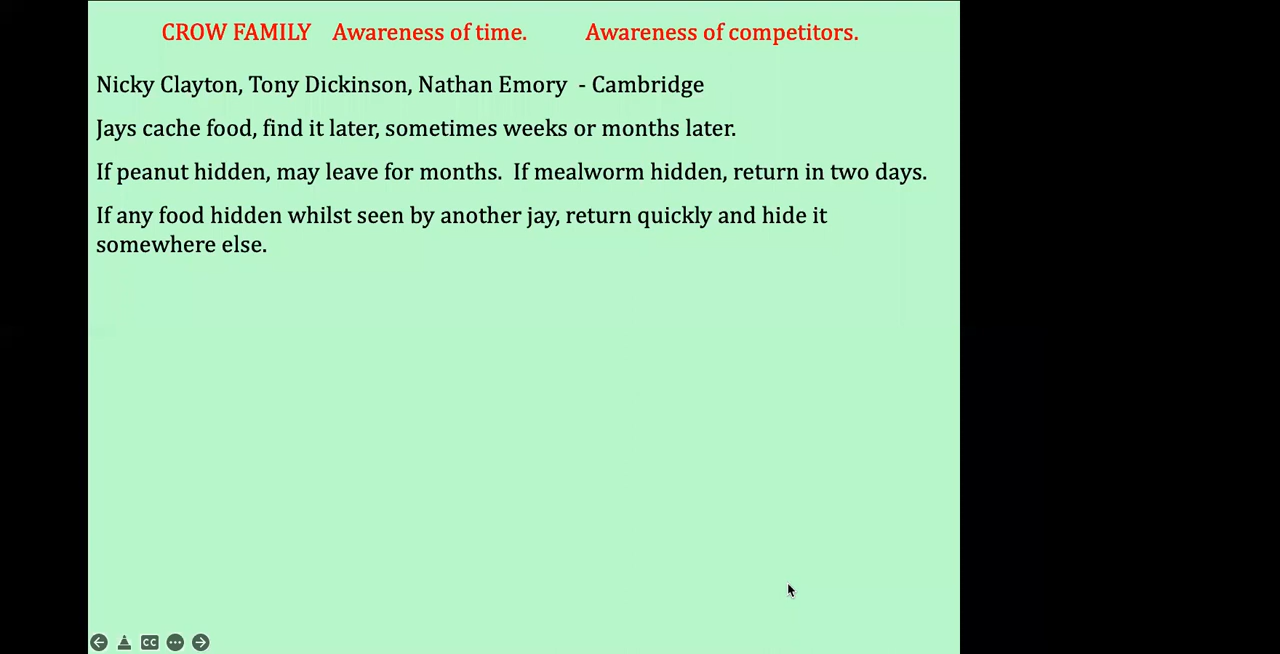 CROW FAMILY Awareness of time. Awareness of competitors.
Nicky Clayton, Tony Dickinson, Nathan Emory - Cambridge
Jays cache food, find it later, sometimes weeks or months later.
If peanut hidden, may leave for months. If mealworm hidden, return in two days.
If any food hidden whilst seen by another jay, return quickly and hide it
somewhere else.
CC